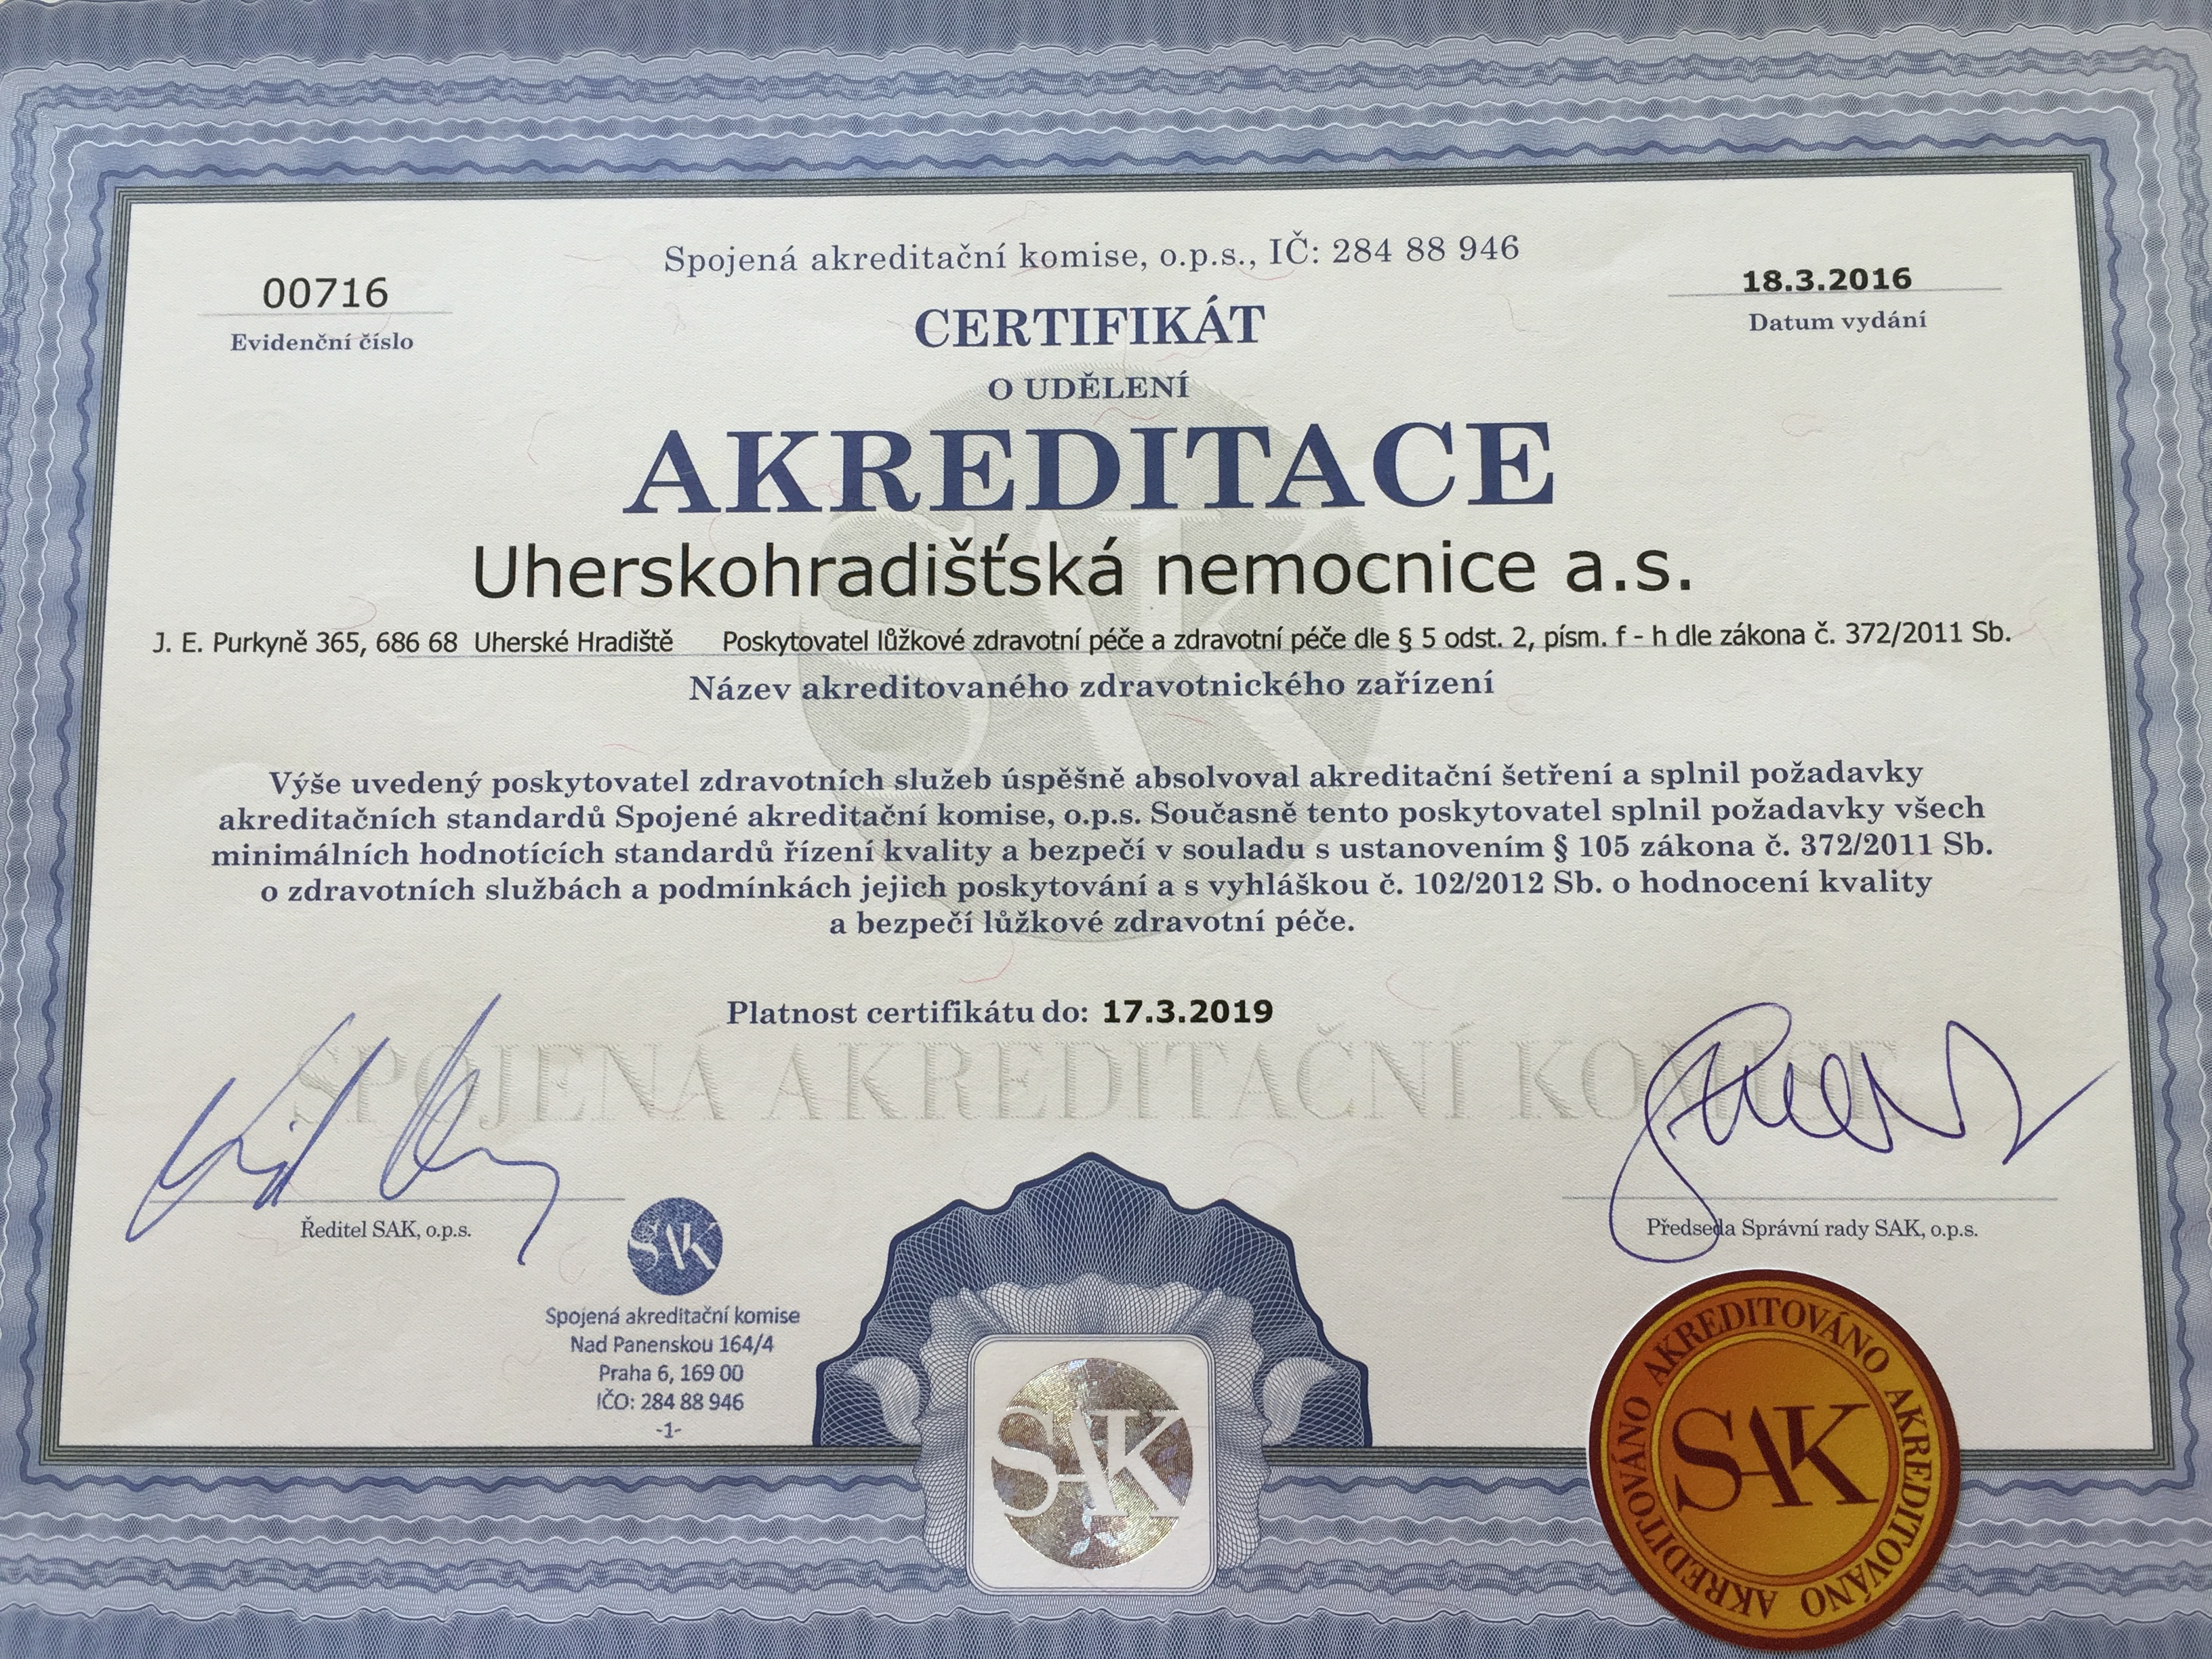 Spojená akreditační komise, o.p.s., IČ: 284 88 946
00716
Evidenční číslo
18.3.2016
Datum vydání
CERTIFIKÁT
O UDĚLENÍ
AKREDITACE
Uherskohradišťská nemocnice a.s.
J. E. Purkyně 365, 686 68 Uherské Hradiště Poskytovatel lůžkové zdravotní péče a zdravotní péče dle § 5 odst. 2, písm. f - h dle zákona č. 372/2011 Sb.
Název akreditovaného zdravotnického zařízení
Výše uvedený poskytovatel zdravotních služeb úspěšně absolvoval akreditační šetření a splnil požadavky
akreditačních standardů Spojené akreditační komise, o.p.s. Současně tento poskytovatel splnil požadavky všech
minimálních hodnotících standardů řízení kvality a bezpečí v souladu s ustanovením § 105 zákona č. 372/2011 Sb.
o zdravotních službách a podmínkách jejich poskytování a s vyhláškou č. 102/2012 Sb. o hodnocení kvality
a bezpečí lůžkové zdravotní péče.
Platnost certifikátu do: 17.3.2019
SPOJENÁ AKREDITAČNÍ KOMISE
Ředitel SAK, o.p.s.
Předseda Správní rady SAK, o.p.s.
SAK
Spojená akreditační komise
Nad Panenskou 164/4
Praha 6, 169 00
IČO: 284 88 946
-1-
SAK
AKREDITOVÁNO AKREDITOVÁNO AKREDITOVÁNO AKREDITOVÁNO
SAK